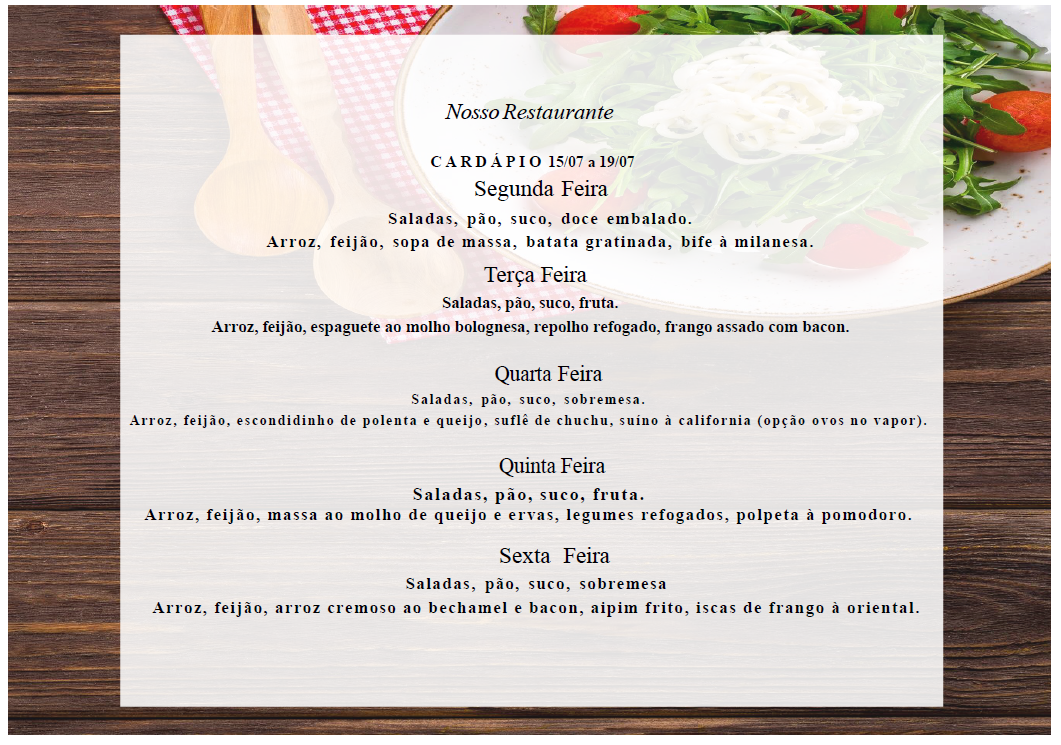 Nosso Restaurante
CARDÁPIO 15/07 a 19/07
Segunda Feira
Saladas, pão, suco, doce embalado.
Arroz, feijão, sopa de massa, batata gratinada, bife à milanesa.
Terça Feira
Saladas, pão, suco, fruta.
Arroz, feijão, espaguete ao molho bolognesa, repolho refogado, frango assado com bacon.
Quarta Feira
Saladas, pão, suco, sobremesa.
Arroz, feijão, escondidinho de polenta e queijo, suflê de chuchu, suíno à california (opção ovos no vapor).
Quinta Feira
Saladas, pão, suco, fruta.
Arroz, feijão, massa ao molho de queijo e ervas, legumes refogados, polpeta à pomodoro.
Sexta Feira
Saladas, pão, suco, sobremesa
Arroz, feijão, arroz cremoso ao bechamel e bacon, aipim frito, iscas de frango à oriental.